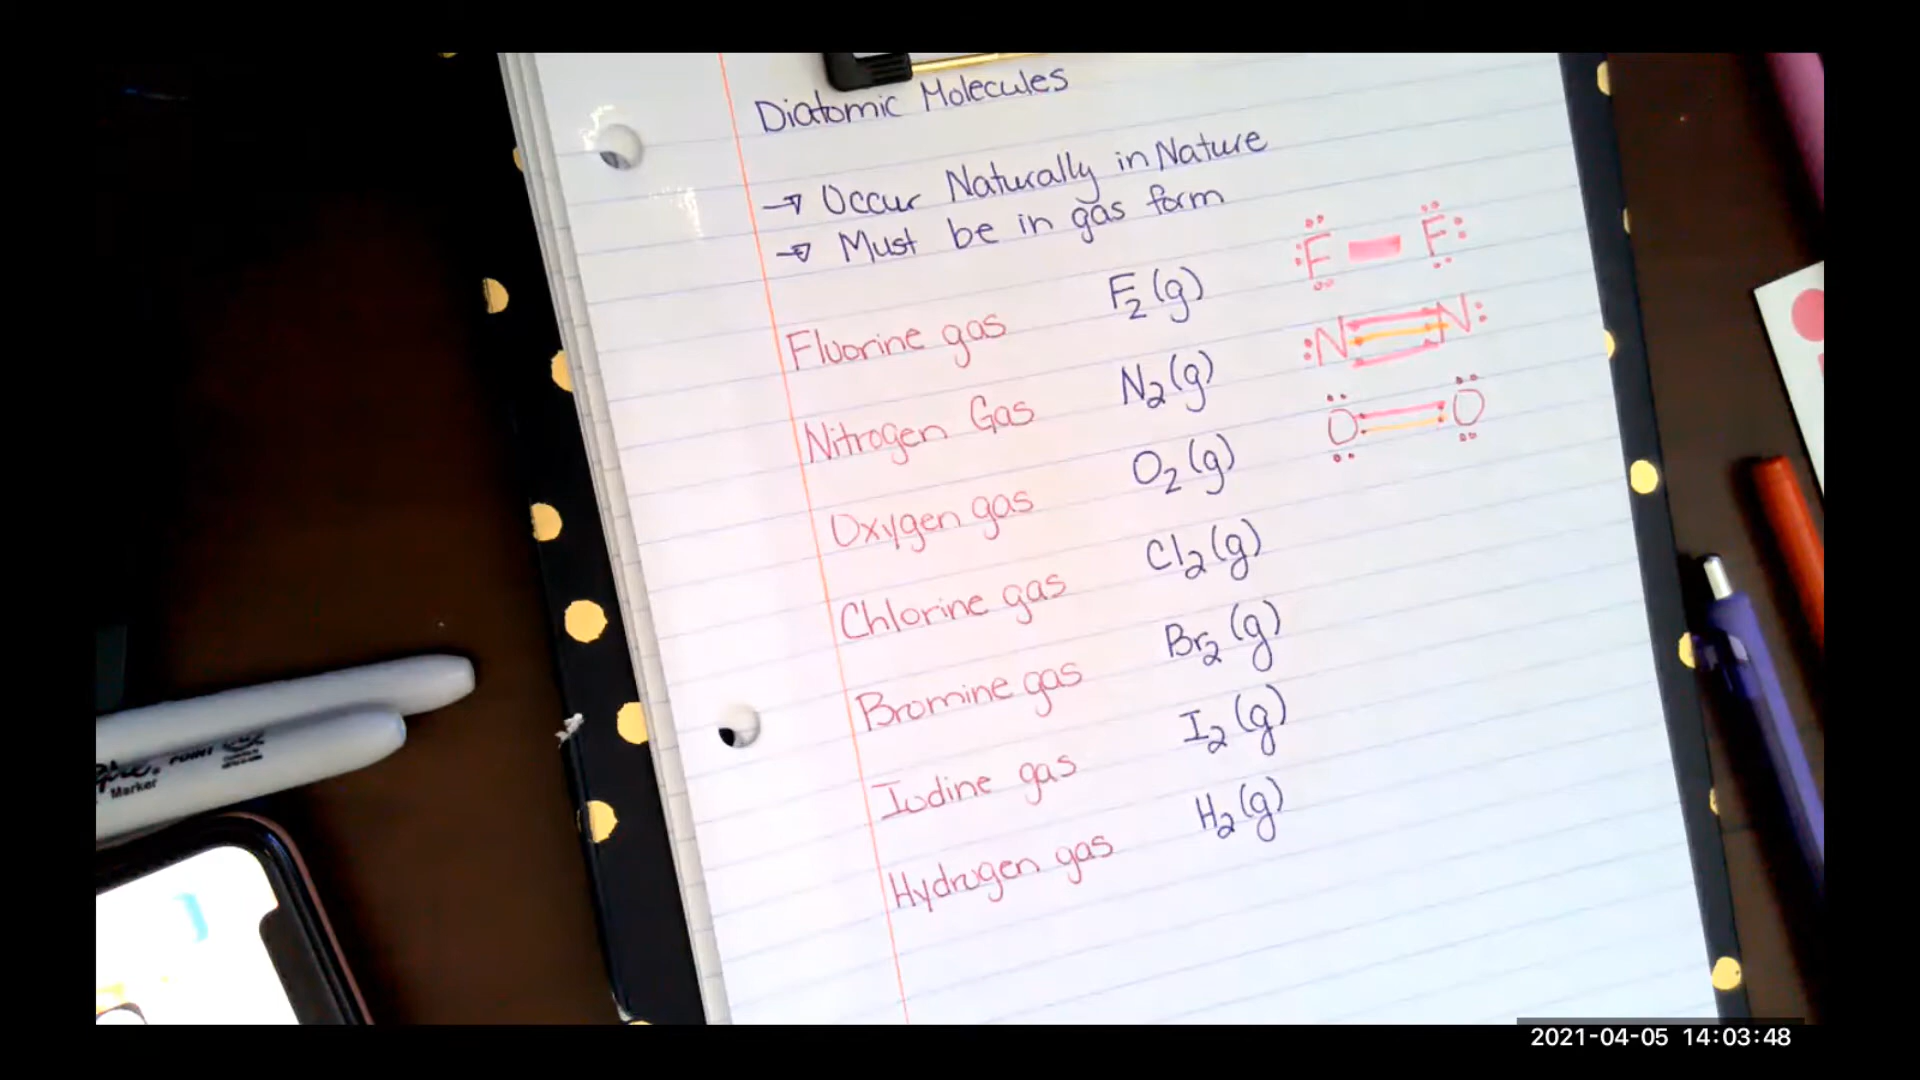 Diatomic Molecules
→ Occur Naturally in Nature
→ Must be in gas form
Fluorine gas F2(g) :F — F:
Nitrogen Gas N2(g) :N≡N:
Oxygen gas O2(g) O=O
Chlorine gas Cl2(g)
Bromine gas Br2(g)
Iodine gas I2(g)
Hydrogen gas H2(g)
POINT
Marker
2021-04-05 14:03:48